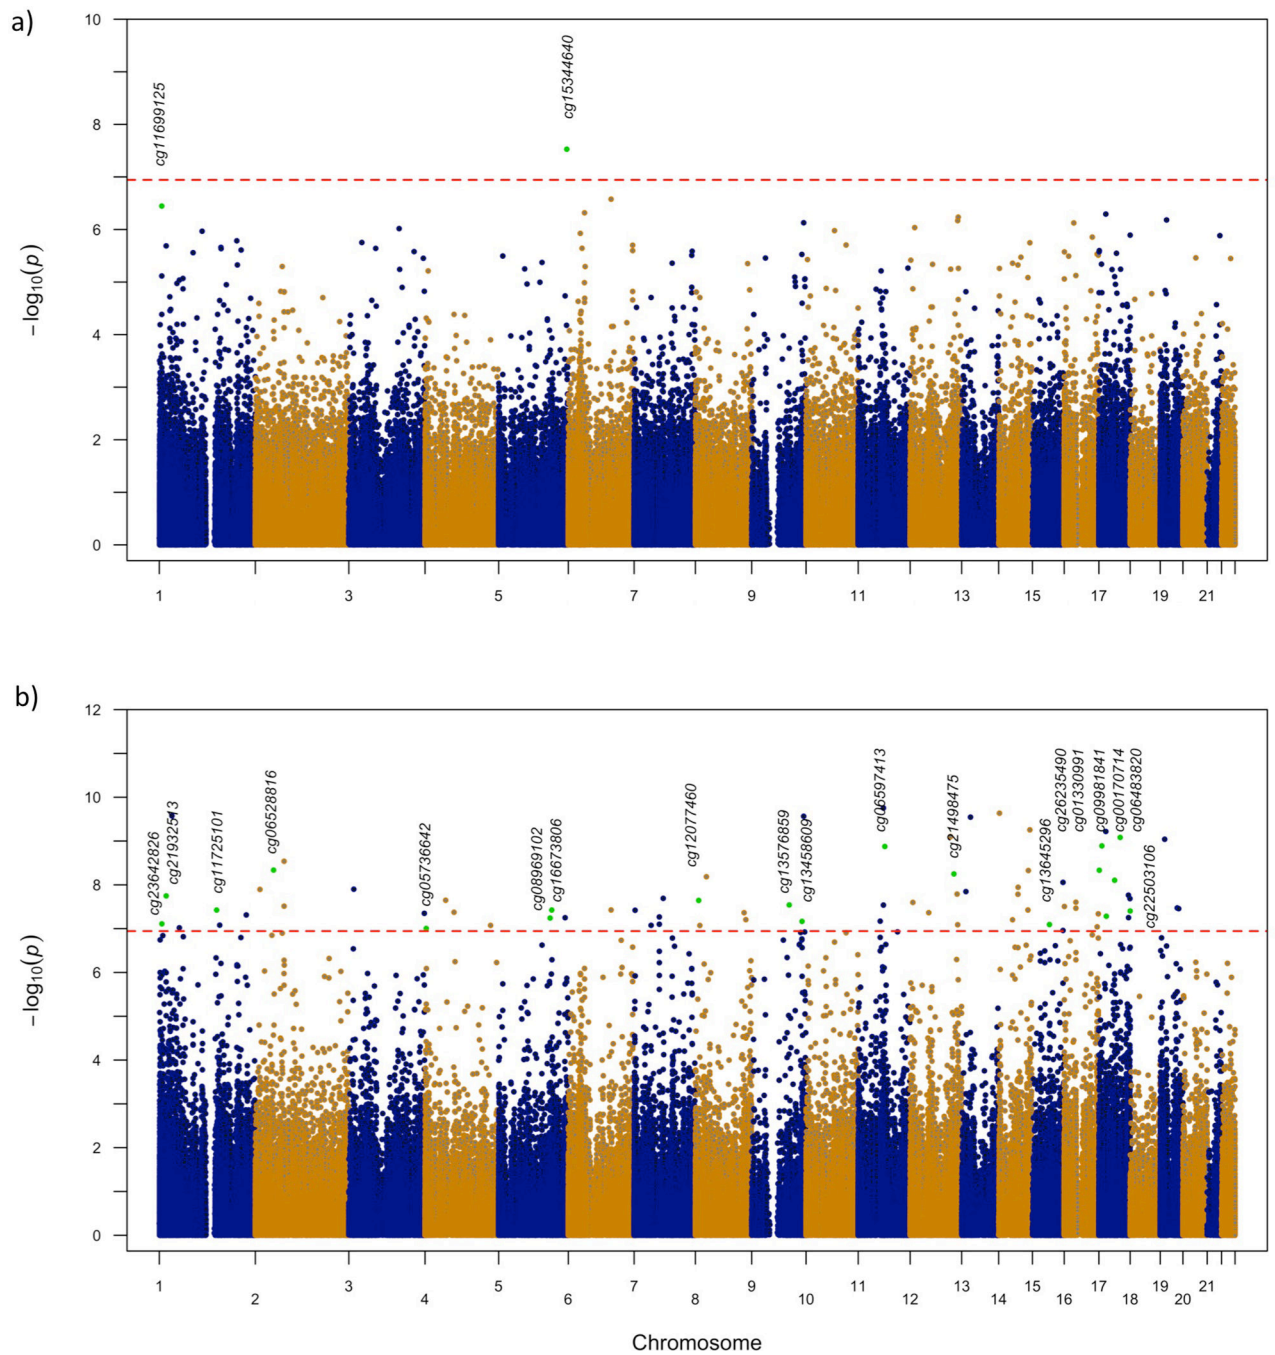 a)
10
8
6
4
2
0
−log10(p)
cg11699125
cg15344640
1 3 5 7 9 11 13 15 17 19 21
b)
12
10
8
6
4
2
0
−log10(p)
cg23642826
cg21932513
cg11725101
cg06528816
cg05736642
cg08969102
cg16673806
cg12077460
cg13576859
cg13458609
cg06597413
cg21498475
cg13645296
cg26235490
cg01330991
cg09981841
cg00170714
cg06483820
cg22503106
1 3 5 7 9 11 13 15 17 19 21
2 4 6 8 10 12 14 16 18 20
Chromosome